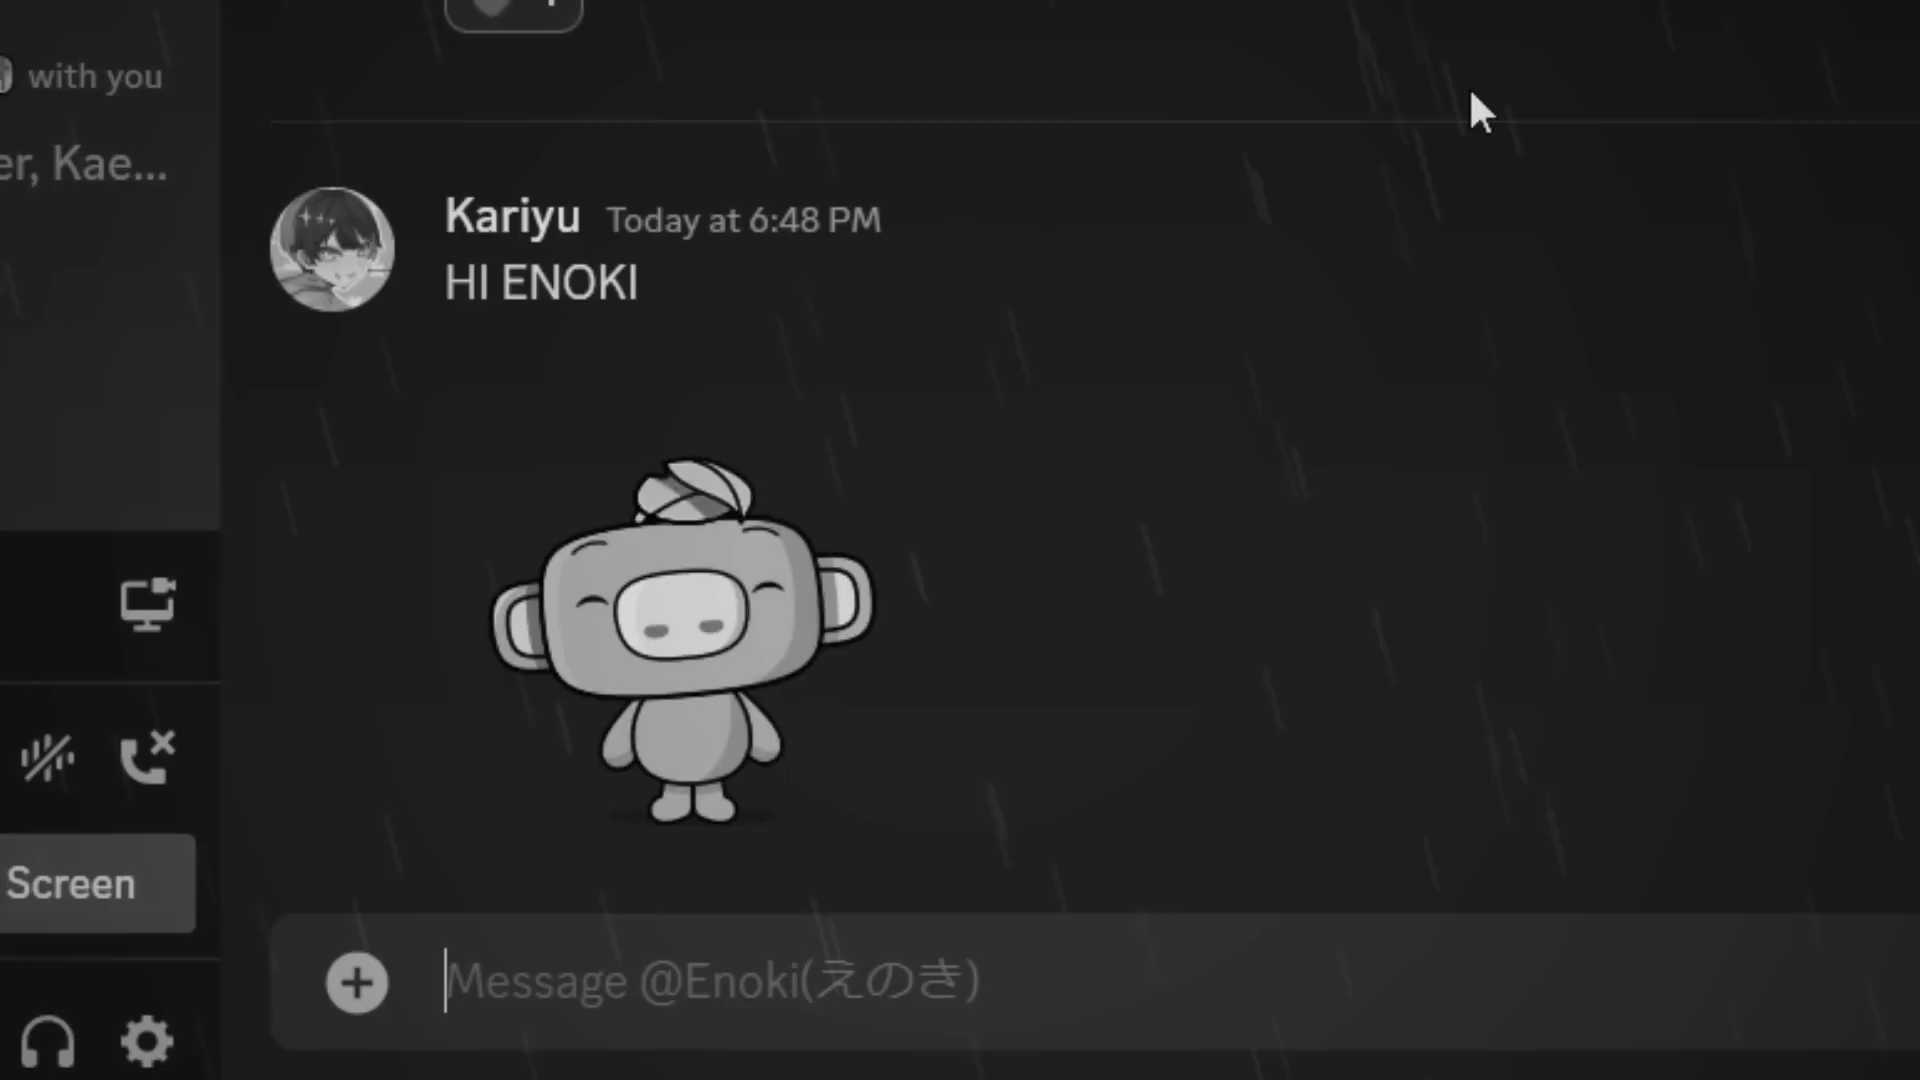 with you
er, Kae...
Kariyu Today at 6:48 PM
HI ENOKI
Screen
Message @Enoki(えのき)